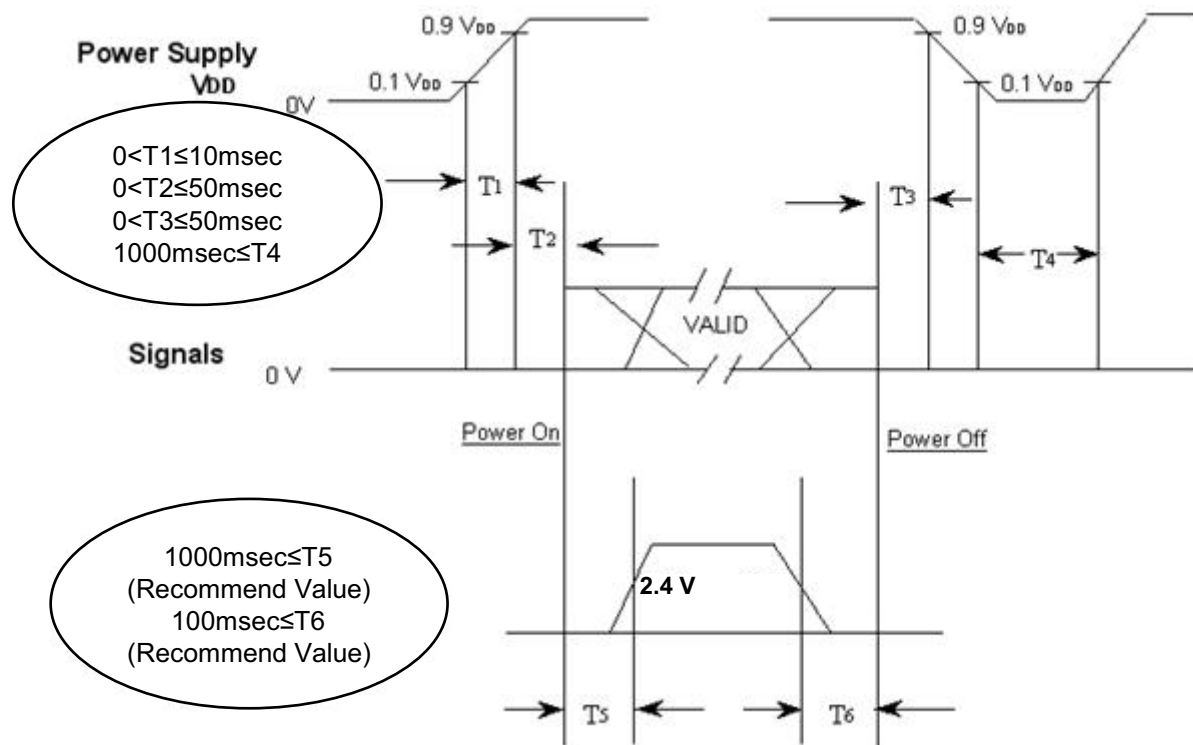 0.9 VDD
0.9 VDD
Power Supply
VDD
0.1 VDD
0.1 VDD
0V
0<T1≤10msec
0<T2≤50msec
0<T3≤50msec
1000msec≤T4
T1
T3
T2
T4
VALID
Signals
0 V
Power On
Power Off
1000msec≤T5
(Recommend Value)
100msec≤T6
(Recommend Value)
2.4 V
T5
T6